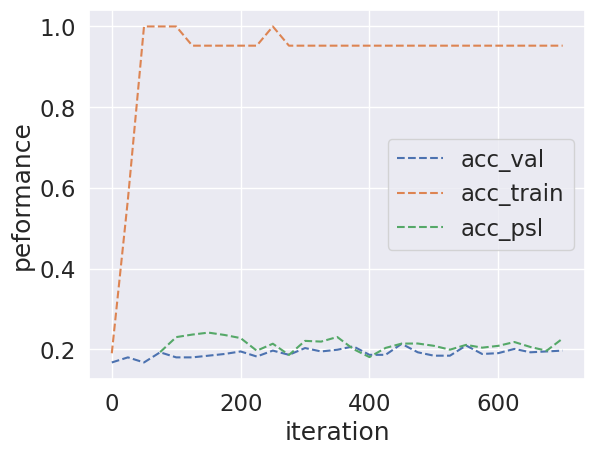 1.0
0.8
0.6
0.4
0.2
peformance
acc_val
acc_train
acc_psl
0 200 400 600
iteration